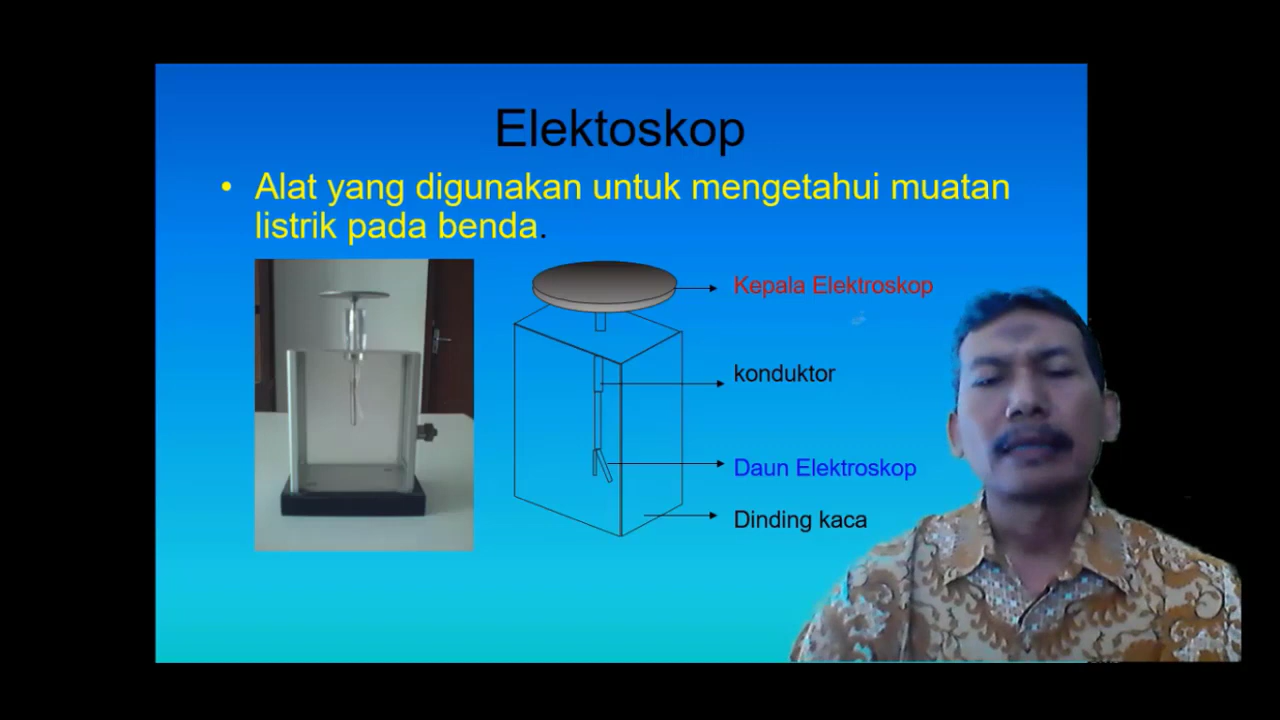 Elektoskop
• Alat yang digunakan untuk mengetahui muatan
listrik pada benda.
Kepala Elektroskop
konduktor
Daun Elektroskop
Dinding kaca